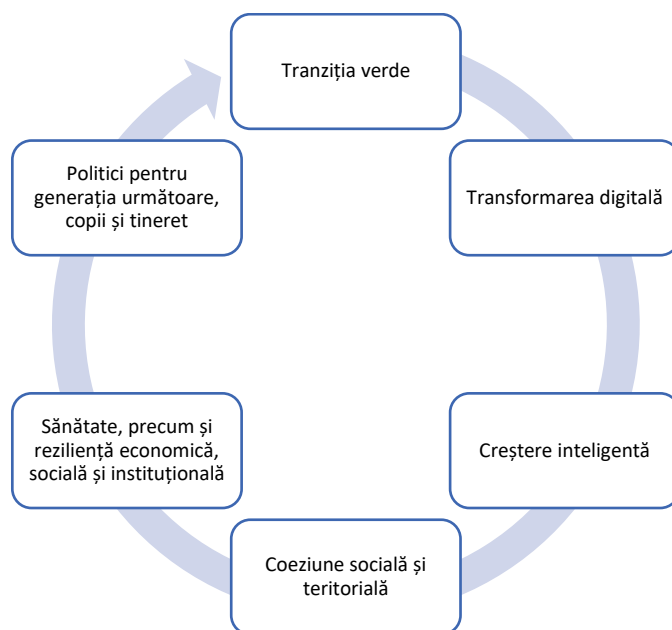 Tranziția verde
Transformarea digitală
Creștere inteligentă
Coeziune socială și
teritorială
Sănătate, precum și
reziliență economică,
socială și instituțională
Politici pentru
generația următoare,
copii și tineret